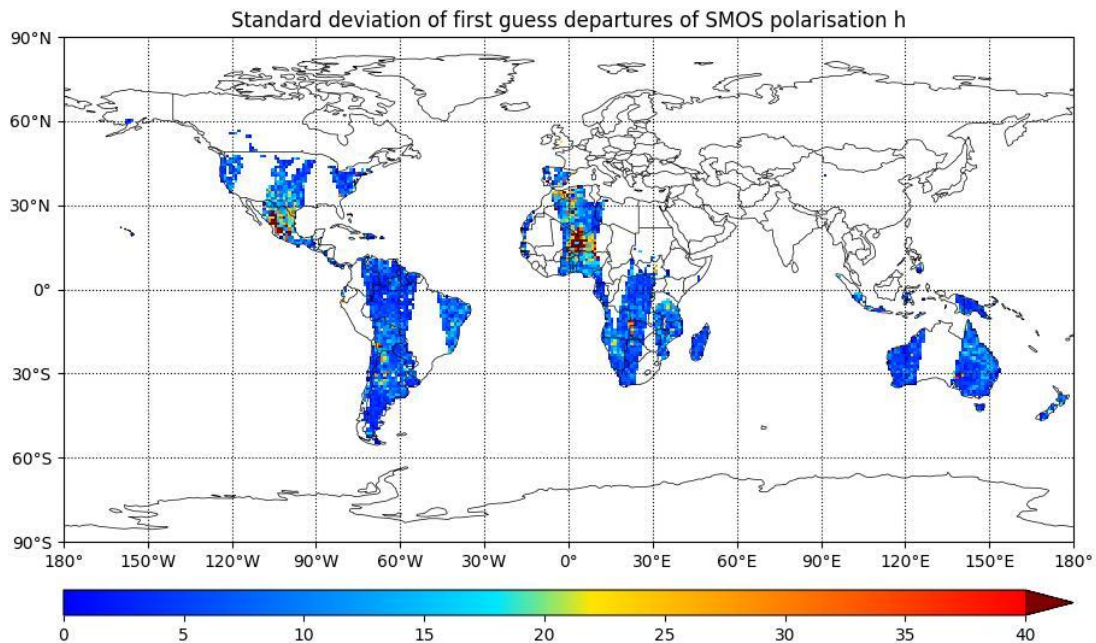 Standard deviation of first guess departures of SMOS polarisation h
90°N
60°N
30°N
0°
30°S
60°S
90°S
180° 150°W 120°W 90°W 60°W 30°W 0° 30°E 60°E 90°E 120°E 150°E 180°
0 5 10 15 20 25 30 35 40